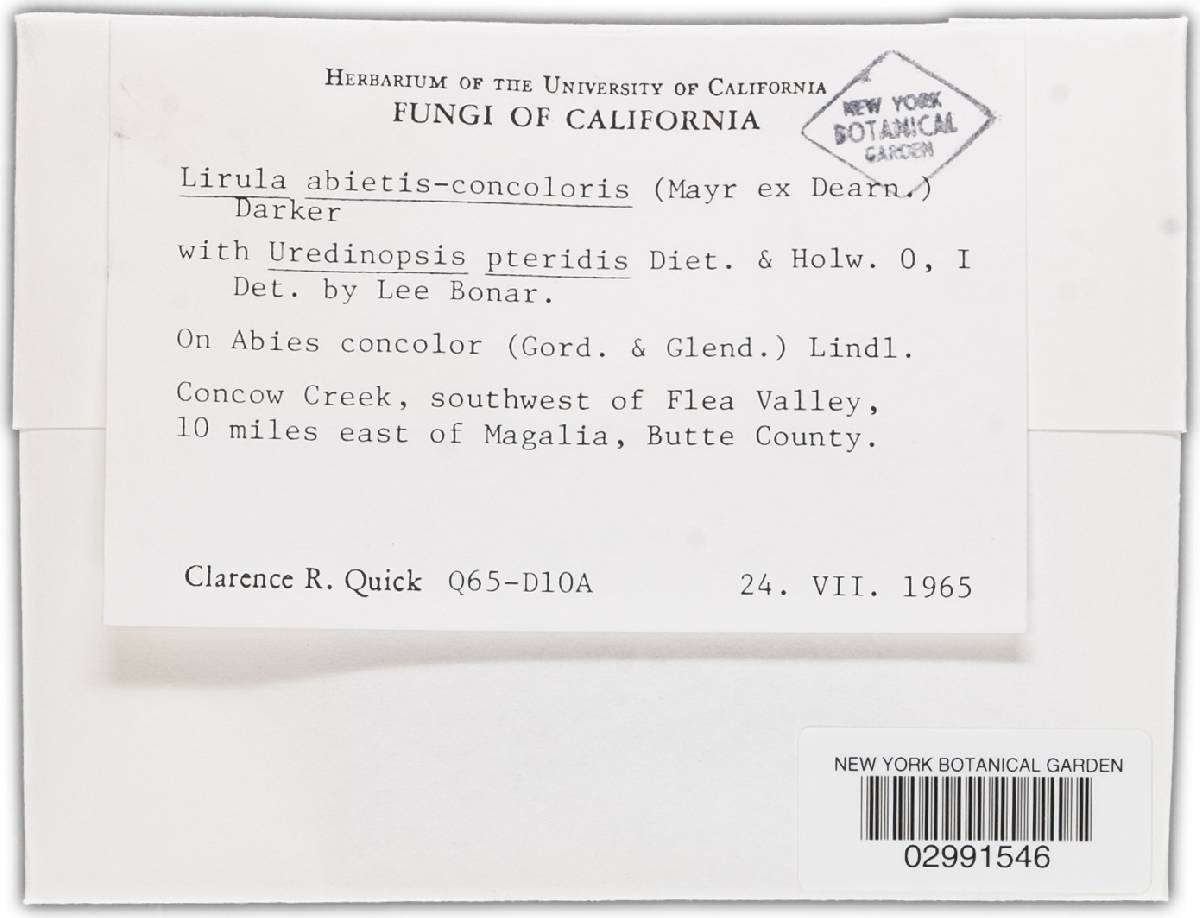 HERBARIUM OF THE UNIVERSITY OF CALIFORNIA
FUNGI OF CALIFORNIA
NEW YORK
BOTANICAL
GARDEN
Lirula abietis-concoloris (Mayr ex Dearn.)
Darker
with Uredinopsis pteridis Diet. & Holw. O, I
Det. by Lee Bonar.
On Abies concolor (Gord. & Glend.) Lindl.
Concow Creek, southwest of Flea Valley,
10 miles east of Magalia, Butte County.
Clarence R. Quick Q65-D10A 24. VII. 1965
NEW YORK BOTANICAL GARDEN
02991546